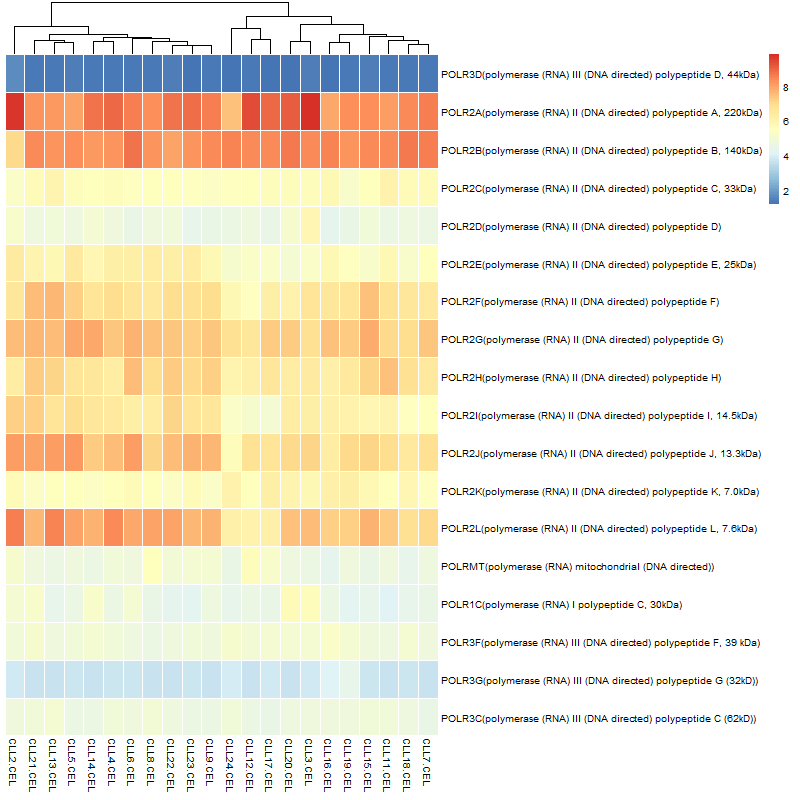 POLR3D(polymerase (RNA) III (DNA directed) polypeptide D, 44kDa)
POLR2A(polymerase (RNA) II (DNA directed) polypeptide A, 220kDa)
POLR2B(polymerase (RNA) II (DNA directed) polypeptide B, 140kDa)
POLR2C(polymerase (RNA) II (DNA directed) polypeptide C, 33kDa)
POLR2D(polymerase (RNA) II (DNA directed) polypeptide D)
POLR2E(polymerase (RNA) II (DNA directed) polypeptide E, 25kDa)
POLR2F(polymerase (RNA) II (DNA directed) polypeptide F)
POLR2G(polymerase (RNA) II (DNA directed) polypeptide G)
POLR2H(polymerase (RNA) II (DNA directed) polypeptide H)
POLR2I(polymerase (RNA) II (DNA directed) polypeptide I, 14.5kDa)
POLR2J(polymerase (RNA) II (DNA directed) polypeptide J, 13.3kDa)
POLR2K(polymerase (RNA) II (DNA directed) polypeptide K, 7.0kDa)
POLR2L(polymerase (RNA) II (DNA directed) polypeptide L, 7.6kDa)
POLRMT(polymerase (RNA) mitochondrial (DNA directed))
POLR1C(polymerase (RNA) I polypeptide C, 30kDa)
POLR3F(polymerase (RNA) III (DNA directed) polypeptide F, 39 kDa)
POLR3G(polymerase (RNA) III (DNA directed) polypeptide G (32kD))
POLR3C(polymerase (RNA) III (DNA directed) polypeptide C (62kD))
8
6
4
2
CLL2.CEL
CLL21.CEL
CLL13.CEL
CLL5.CEL
CLL14.CEL
CLL4.CEL
CLL6.CEL
CLL8.CEL
CLL22.CEL
CLL23.CEL
CLL9.CEL
CLL24.CEL
CLL12.CEL
CLL17.CEL
CLL20.CEL
CLL3.CEL
CLL16.CEL
CLL19.CEL
CLL15.CEL
CLL11.CEL
CLL18.CEL
CLL7.CEL